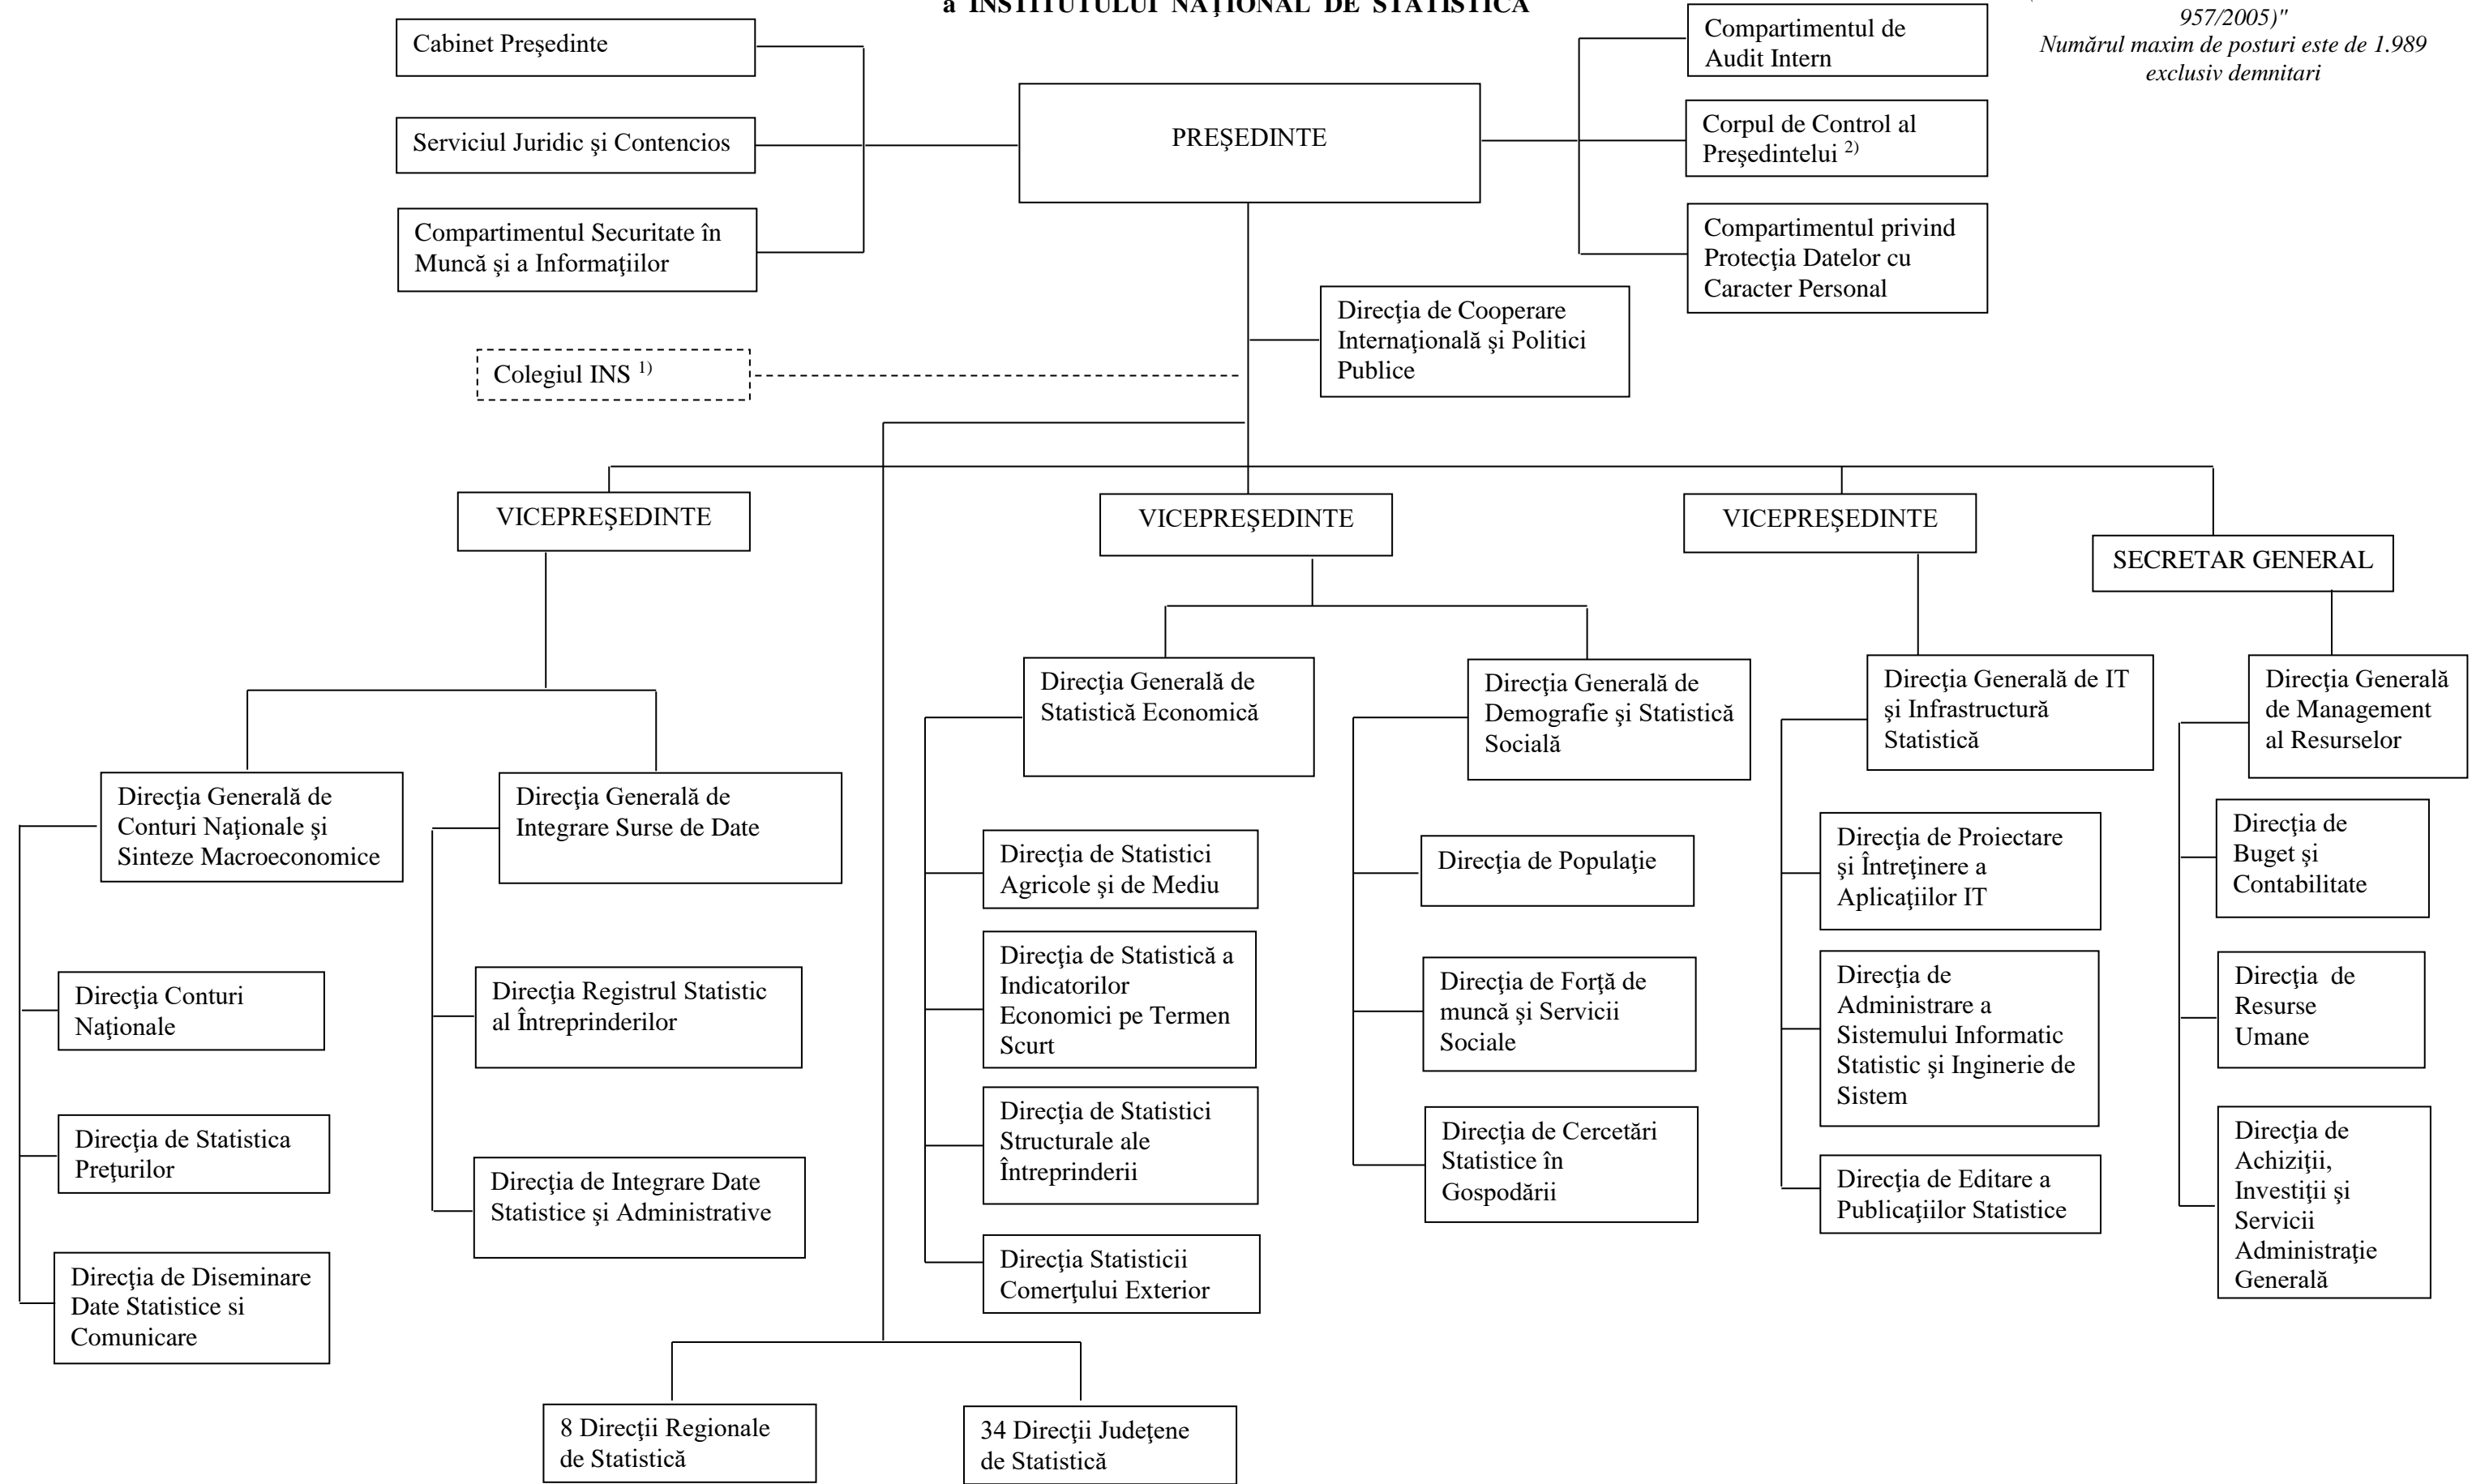 a INSTITUTULUI NAŢIONAL DE STATISTICĂ
957/2005)"
Numărul maxim de posturi este de 1.989
exclusiv demnitari
Cabinet Preşedinte
Serviciul Juridic şi Contencios
Compartimentul Securitate în
Muncă şi a Informaţiilor
PREŞEDINTE
Compartimentul de
Audit Intern
Corpul de Control al
Preşedintelui 2)
Compartimentul privind
Protecţia Datelor cu
Caracter Personal
Direcţia de Cooperare
Internaţională şi Politici
Publice
Colegiul INS 1)
VICEPREŞEDINTE
VICEPREŞEDINTE
VICEPREŞEDINTE
SECRETAR GENERAL
Direcţia Generală de
Conturi Naţionale şi
Sinteze Macroeconomice
Direcţia Conturi
Naţionale
Direcţia de Statistica
Preţurilor
Direcţia de Diseminare
Date Statistice si
Comunicare
Direcţia Generală de
Integrare Surse de Date
Direcţia Registrul Statistic
al Întreprinderilor
Direcţia de Integrare Date
Statistice şi Administrative
Direcţia Generală de
Statistică Economică
Direcţia de Statistici
Agricole şi de Mediu
Direcţia de Statistică a
Indicatorilor
Economici pe Termen
Scurt
Direcţia de Statistici
Structurale ale
Întreprinderii
Direcţia Statisticii
Comerţului Exterior
Direcţia Generală de
Demografie şi Statistică
Socială
Direcţia de Populaţie
Direcţia de Forţă de
muncă şi Servicii
Sociale
Direcţia de Cercetări
Statistice în
Gospodării
Direcţia Generală de IT
şi Infrastructură
Statistică
Direcţia de Proiectare
şi Întreţinere a
Aplicaţiilor IT
Direcţia de
Administrare a
Sistemului Informatic
Statistic şi Inginerie de
Sistem
Direcţia de Editare a
Publicaţiilor Statistice
Direcţia Generală
de Management
al Resurselor
Direcţia de
Buget şi
Contabilitate
Direcţia de
Resurse
Umane
Direcţia de
Achiziţii,
Investiţii şi
Servicii
Administraţie
Generală
8 Direcţii Regionale
de Statistică
34 Direcţii Judeţene
de Statistică